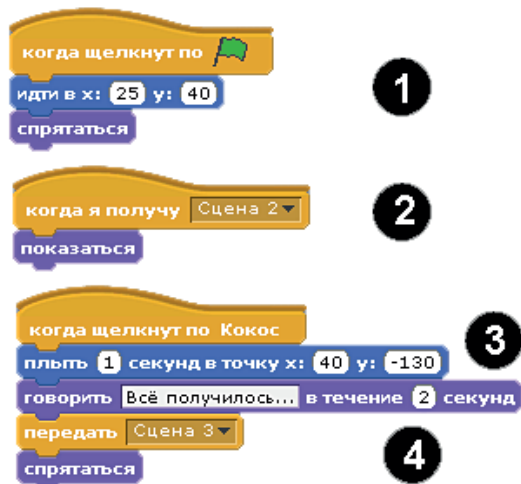 когда щелкнут по
идти в x: 25 y: 40
спрятаться
1
когда я получу Сцена 2
показаться
2
когда щелкнут по Кокос
плыть 1 секунд в точку x: 40 y: -130
говорить Всё получилось... в течение 2 секунд
передать Сцена 3
спрятаться
3
4